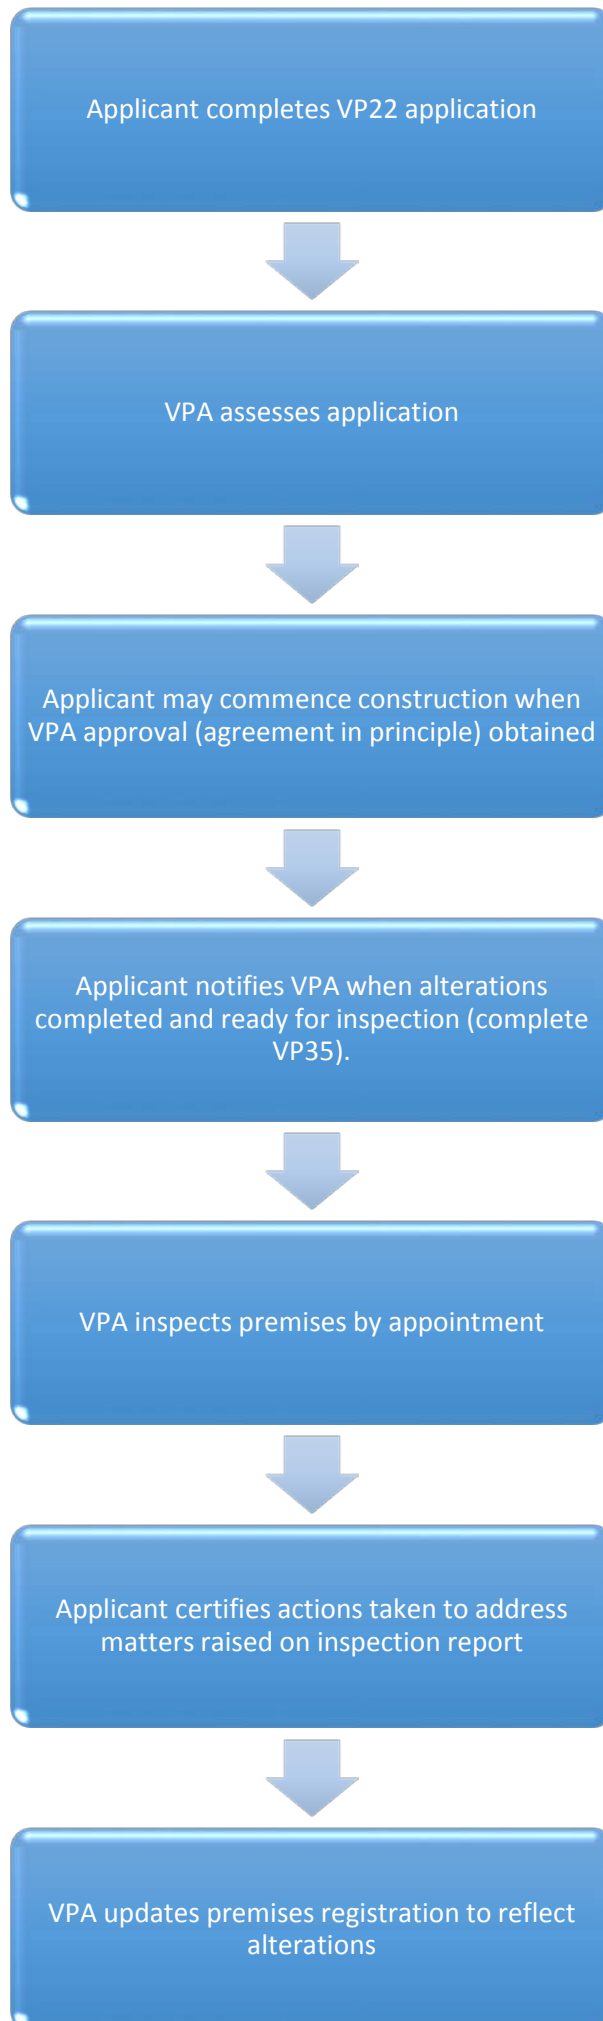 Applicant completes VP22 application
VPA assesses application
Applicant may commence construction when
VPA approval (agreement in principle) obtained
Applicant notifies VPA when alterations
completed and ready for inspection (complete
VP35).
VPA inspects premises by appointment
Applicant certifies actions taken to address
matters raised on inspection report
VPA updates premises registration to reflect
alterations